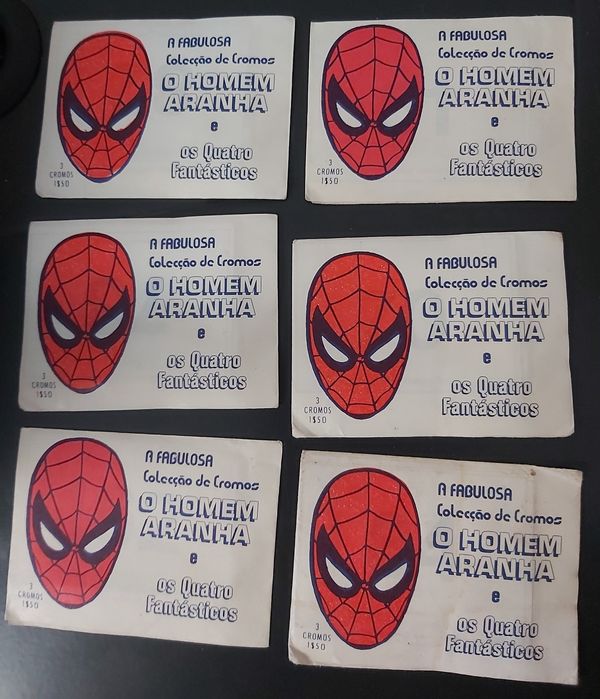 A FABULOSA
Colecção de Cromos
O HOMEM
ARANHA
e
os Quatro
Fantásticos
3
CROMOS
1$50
A FABULOSA
Colecção de Cromos
O HOMEM
ARANHA
e
os Quatro
Fantásticos
3
CROMOS
1$50
A FABULOSA
Colecção de Cromos
O HOMEM
ARANHA
e
os Quatro
Fantásticos
3
CROMOS
1$50
A FABULOSA
Colecção de Cromos
O HOMEM
ARANHA
e
os Quatro
Fantásticos
3
CROMOS
1$50
A FABULOSA
Colecção de Cromos
O HOMEM
ARANHA
e
os Quatro
Fantásticos
3
CROMOS
1$50
A FABULOSA
Colecção de Cromos
O HOMEM
ARANHA
e
os Quatro
Fantásticos
3
CROMOS
1$50